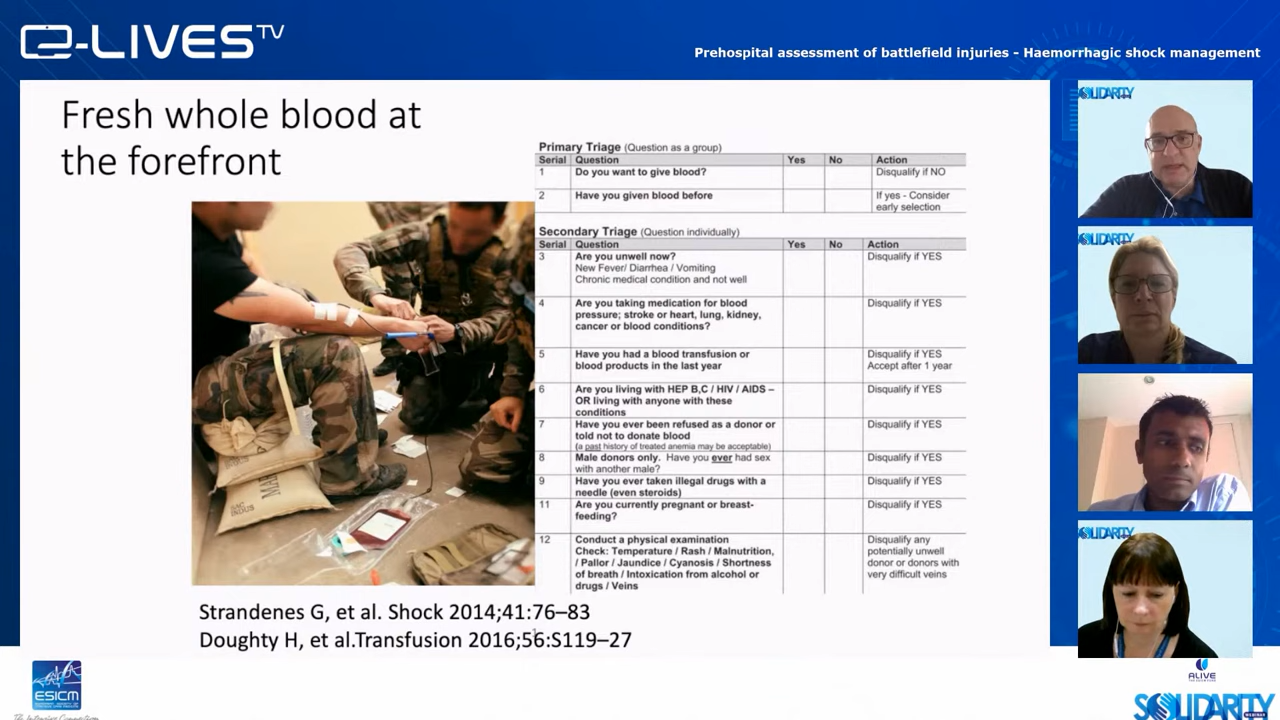 e-LIVES TV
Prehospital assessment of battlefield injuries - Haemorrhagic shock management
Fresh whole blood at
the forefront
Primary Triage (Question as a group)
Serial Question Yes No Action
1 Do you want to give blood? Disqualify if NO
2 Have you given blood before If yes - Consider
early selection
Secondary Triage (Question individually)
Serial Question Yes No Action
3 Are you unwell now? Disqualify if YES
New Fever/ Diarrhea / Vomiting
Chronic medical condition and not well
4 Are you taking medication for blood Disqualify if YES
pressure; stroke or heart, lung, kidney,
cancer or blood conditions?
5 Have you had a blood transfusion or Disqualify if YES
blood products in the last year Accept after 1 year
6 Are you living with HEP B,C / HIV / AIDS – Disqualify if YES
OR living with anyone with these
conditions
7 Have you ever been refused as a donor or Disqualify if YES
told not to donate blood
(a past history of treated anemia may be acceptable)
8 Male donors only. Have you ever had sex Disqualify if YES
with another male?
9 Have you ever taken illegal drugs with a Disqualify if YES
needle (even steroids)
11 Are you currently pregnant or breast- Disqualify if YES
feeding?
12 Conduct a physical examination Disqualify any
Check: Temperature / Rash / Malnutrition, potentially unwell
/ Pallor / Jaundice / Cyanosis / Shortness donor or donors with
of breath / Intoxication from alcohol or very difficult veins
drugs / Veins
Strandenes G, et al. Shock 2014;41:76–83
Doughty H, et al.Transfusion 2016;56:S119–27
SOLIDARITY
SOLIDARITY
SOLIDARITY
ESICM
The Intensive Connection
ALIVE
SOLIDARITY
WEBINAR